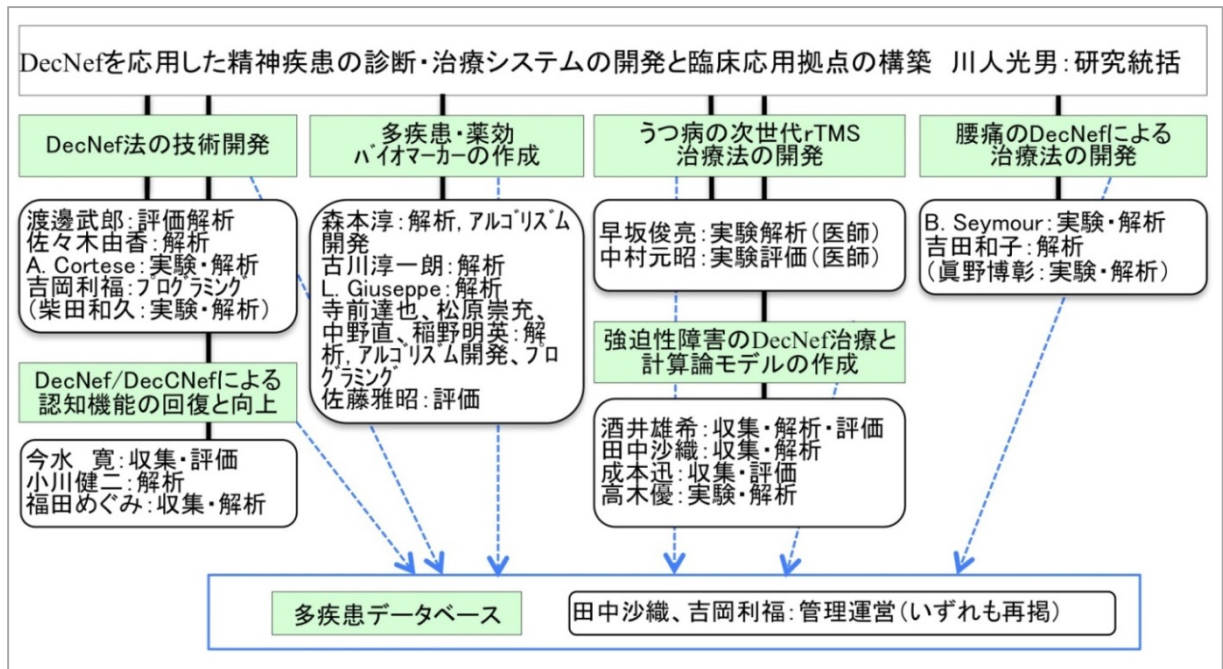 DecNefを応用した精神疾患の診断・治療システムの開発と臨床応用拠点の構築　川人光男：研究統括
DecNef法の技術開発
渡邊武郎：評価解析
佐々木由香：解析
A. Cortese：実験・解析
吉岡利福：プログラミング
(柴田和久：実験・解析)
DecNef/DecCNefによる
認知機能の回復と向上
今水　寛：収集・評価
小川健二：解析
福田めぐみ：収集・解析
多疾患・薬効
バイオマーカーの作成
森本淳：解析，アルゴリズム
開発
古川淳一朗：解析
L. Giuseppe：解析
寺前達也、松原崇充、
中野直、稲野明英：解
析，アルゴリズム開発、プロ
グラミング
佐藤雅昭：評価
うつ病の次世代rTMS
治療法の開発
早坂俊亮：実験解析（医師）
中村元昭：実験評価（医師）
強迫性障害のDecNef治療と
計算論モデルの作成
酒井雄希：収集・解析・評価
田中沙織：収集・解析
成本迅：収集・評価
高木優：実験・解析
腰痛のDecNefによる
治療法の開発
B. Seymour：実験・解析
吉田和子：解析
(眞野博彰：実験・解析)
多疾患データベース
田中沙織、吉岡利福：管理運営(いずれも再掲)